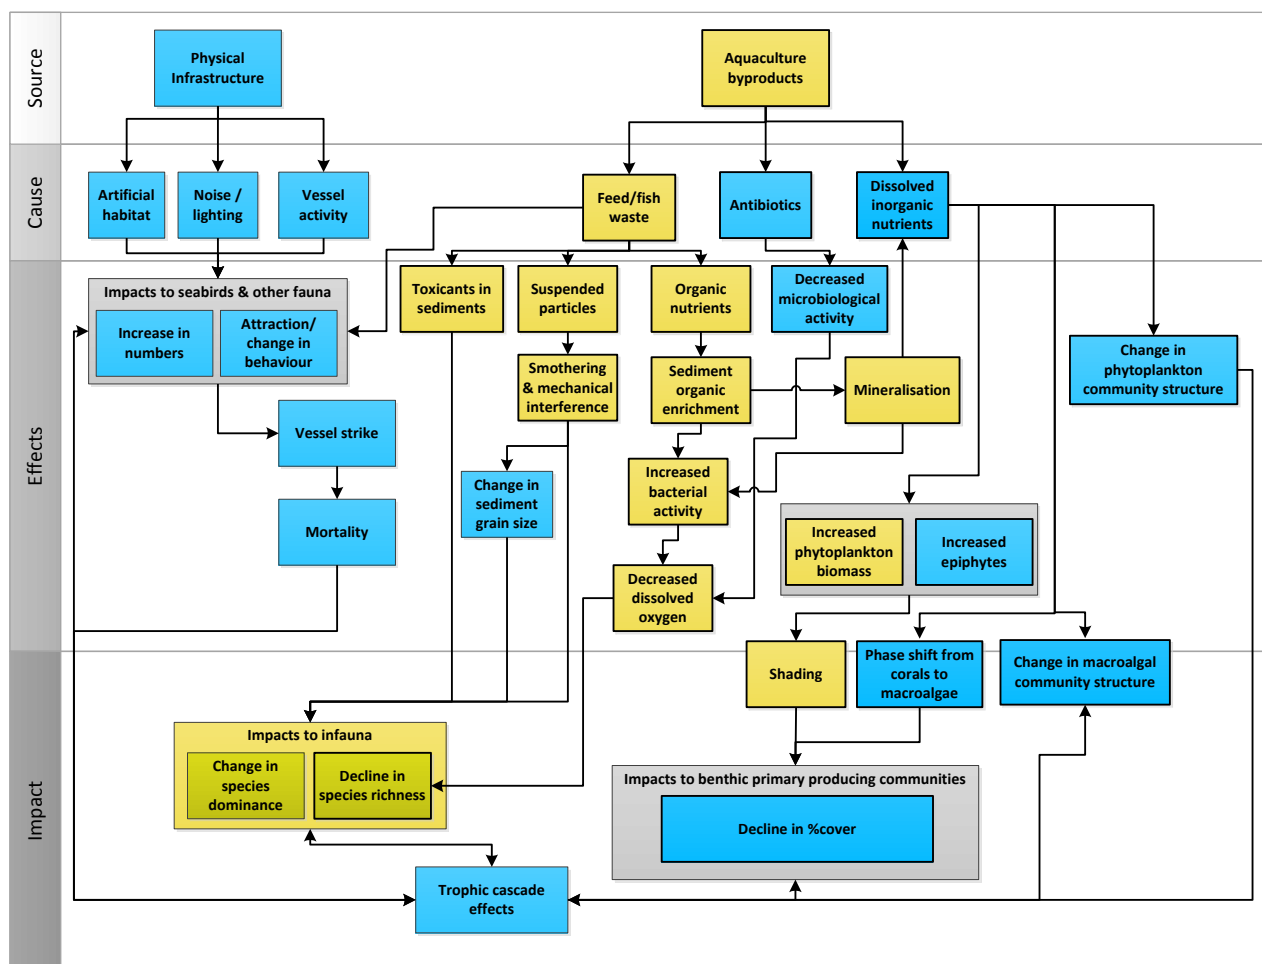 Source
Physical
Infrastructure
Aquaculture
byproducts
Cause
Artificial
habitat
Noise /
lighting
Vessel
activity
Feed/fish
waste
Antibiotics
Dissolved
inorganic
nutrients
Effects
Impacts to seabirds & other fauna
Increase in
numbers
Attraction/
change in
behaviour
Toxicants in
sediments
Suspended
particles
Organic
nutrients
Decreased
microbiological
activity
Smothering
& mechanical
interference
Sediment
organic
enrichment
Mineralisation
Change in
phytoplankton
community structure
Vessel strike
Change in
sediment
grain size
Increased
bacterial
activity
Mortality
Increased
phytoplankton
biomass
Increased
epiphytes
Decreased
dissolved
oxygen
Impact
Shading
Phase shift from
corals to
macroalgae
Change in macroalgal
community structure
Impacts to infauna
Change in
species
dominance
Decline in
species richness
Impacts to benthic primary producing communities
Decline in %cover
Trophic cascade
effects